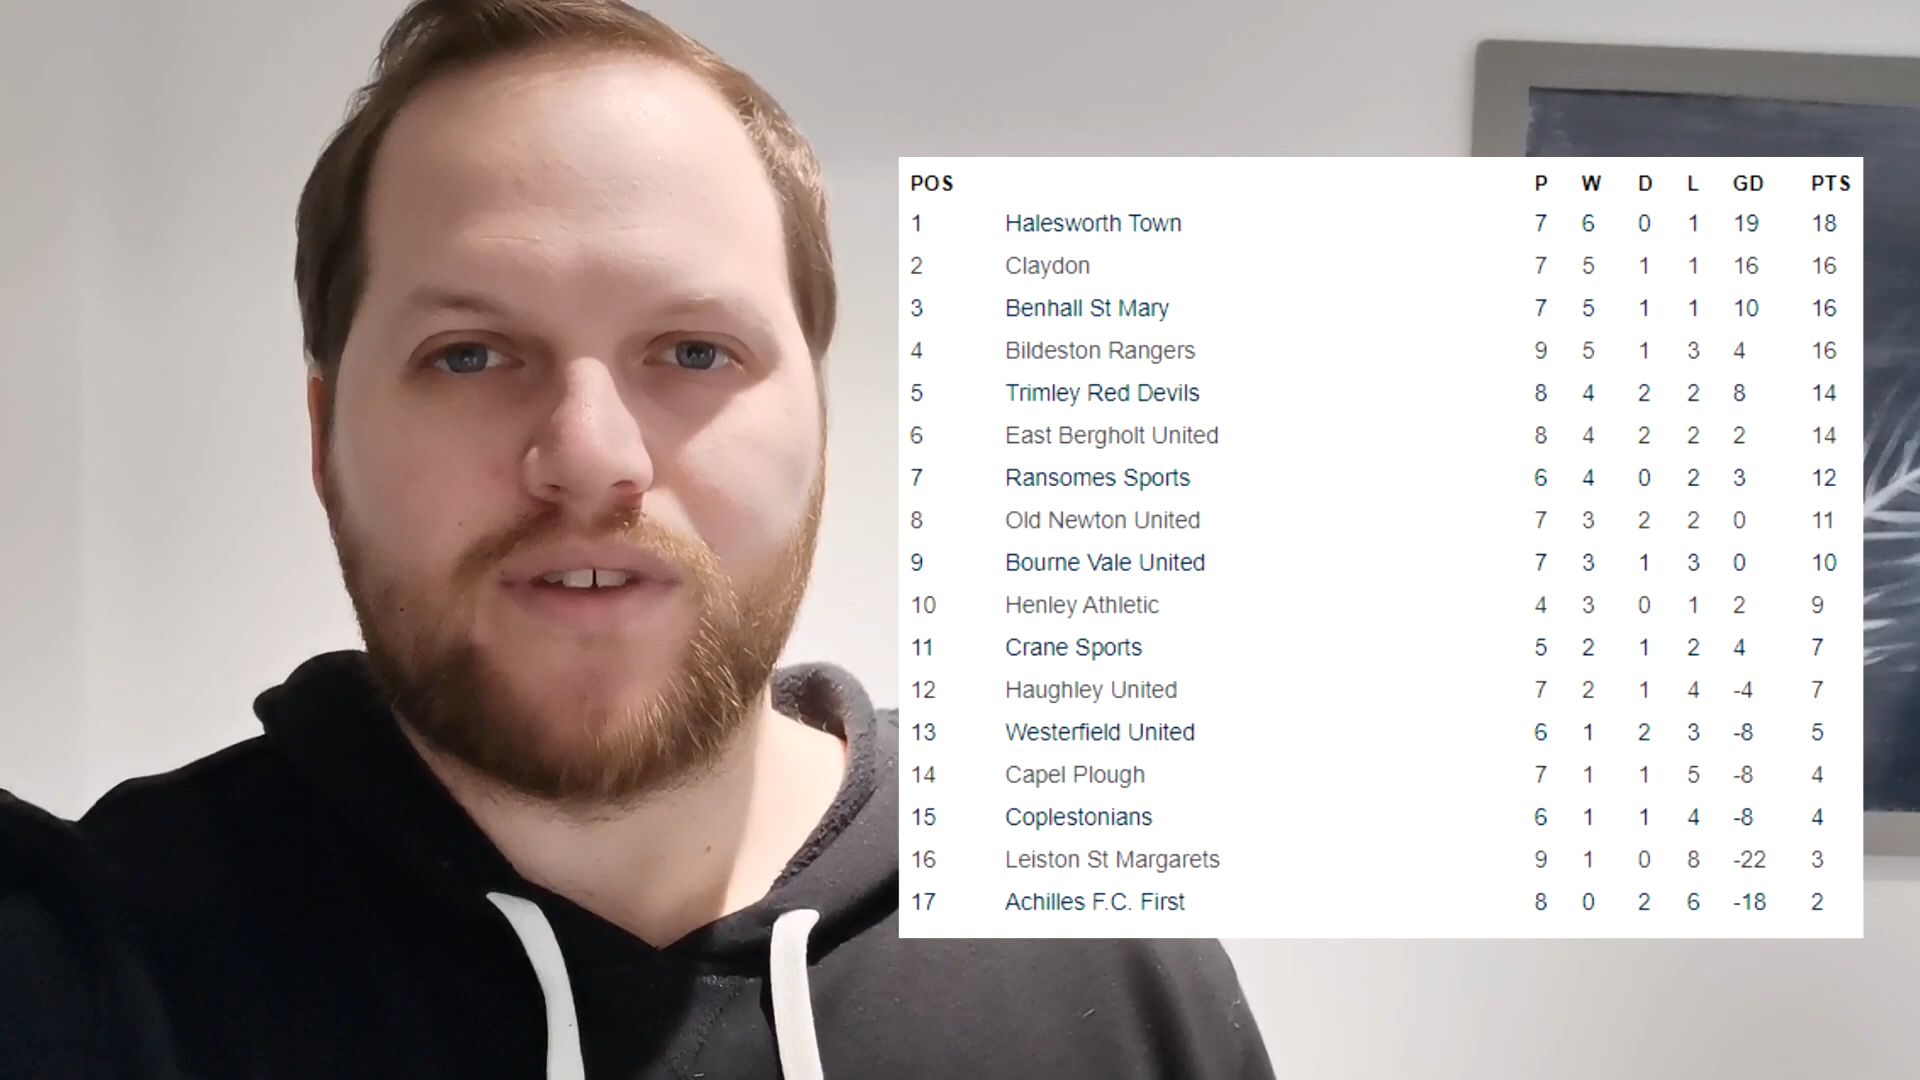 POS P W D L GD PTS
1 Halesworth Town 7 6 0 1 19 18
2 Claydon 7 5 1 1 16 16
3 Benhall St Mary 7 5 1 1 10 16
4 Bildeston Rangers 9 5 1 3 4 16
5 Trimley Red Devils 8 4 2 2 8 14
6 East Bergholt United 8 4 2 2 2 14
7 Ransomes Sports 6 4 0 2 3 12
8 Old Newton United 7 3 2 2 0 11
9 Bourne Vale United 7 3 1 3 0 10
10 Henley Athletic 4 3 0 1 2 9
11 Crane Sports 5 2 1 2 4 7
12 Haughley United 7 2 1 4 -4 7
13 Westerfield United 6 1 2 3 -8 5
14 Capel Plough 7 1 1 5 -8 4
15 Coplestonians 6 1 1 4 -8 4
16 Leiston St Margarets 9 1 0 8 -22 3
17 Achilles F.C. First 8 0 2 6 -18 2